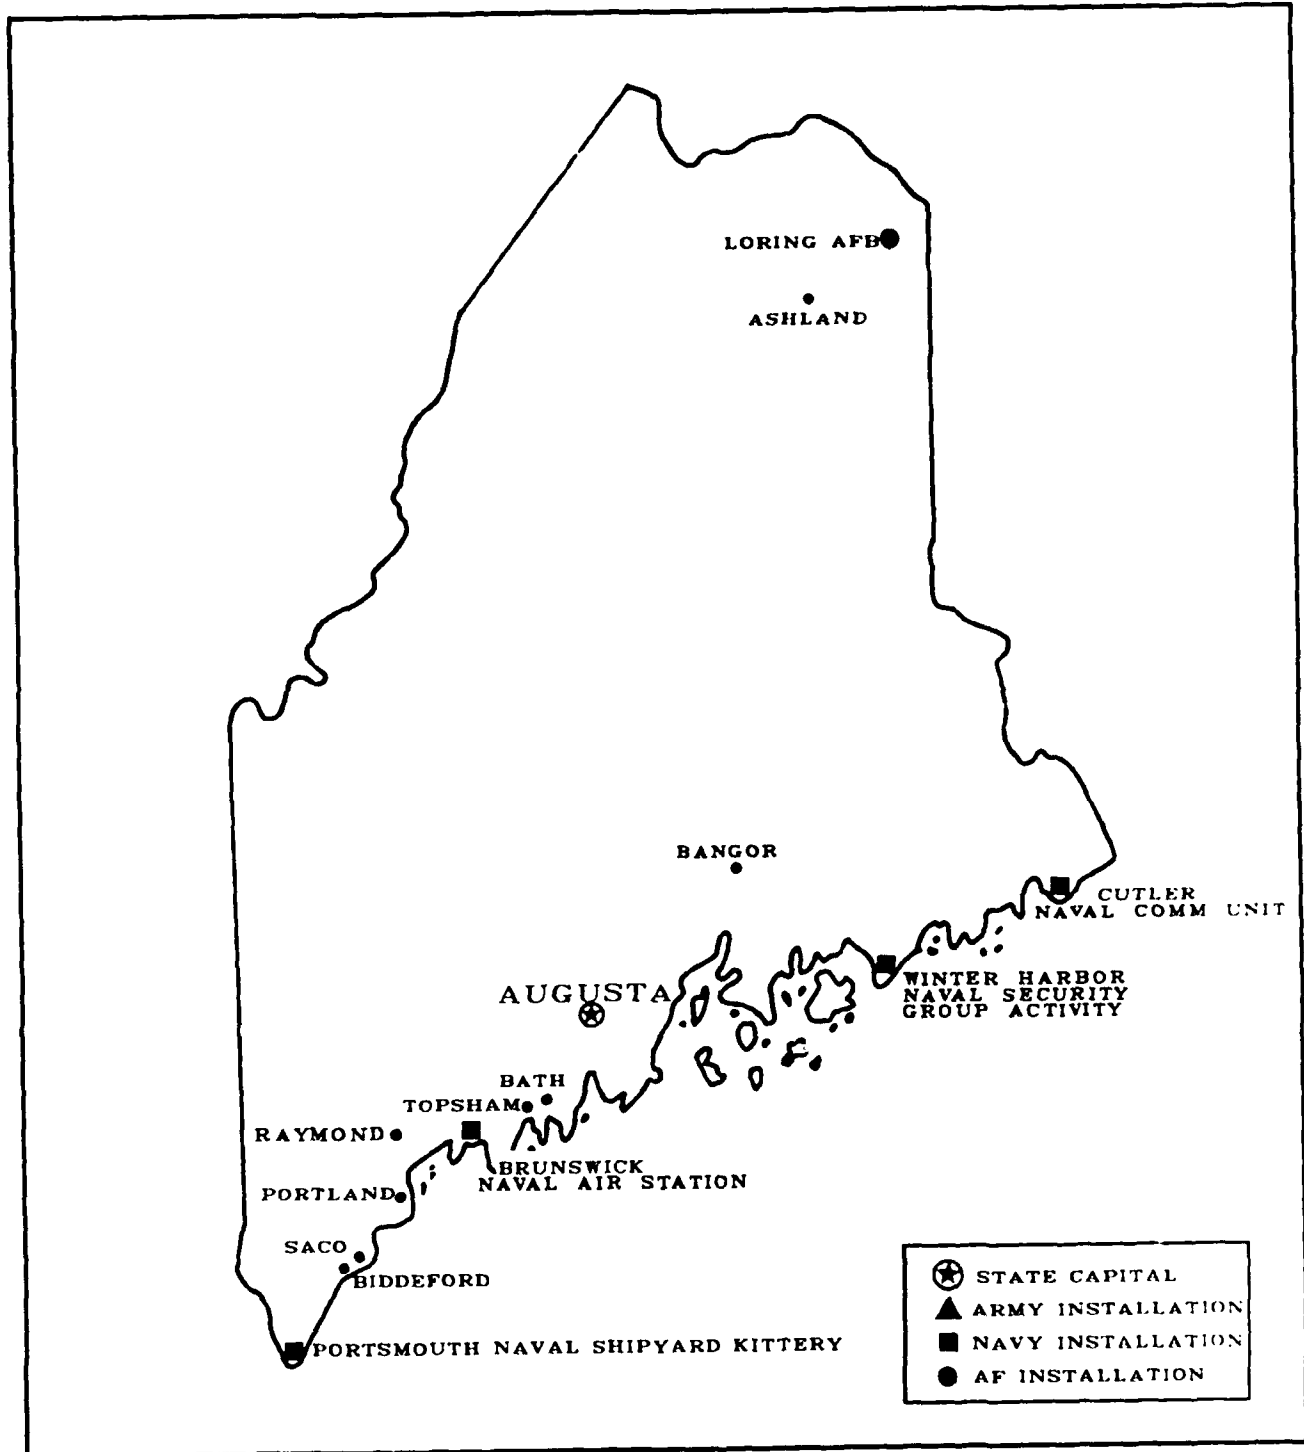 LORING AFB
ASHLAND
BANGOR
CUTLER
NAVAL COMM UNIT
WINTER HARBOR
NAVAL SECURITY
GROUP ACTIVITY
AUGUSTA
BATH
TOPSHAM
RAYMOND
BRUNSWICK
NAVAL AIR STATION
PORTLAND
SACO
BIDDEFORD
PORTSMOUTH NAVAL SHIPYARD KITTERY
STATE CAPITAL
ARMY INSTALLATION
NAVY INSTALLATION
AF INSTALLATION